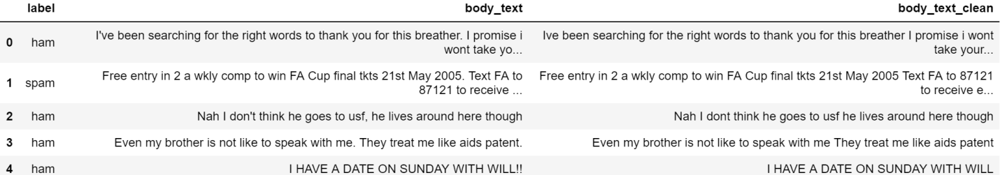 label body_text body_text_clean
0 ham I've been searching for the right words to thank you for this breather. I promise i Ive been searching for the right words to thank you for this breather I promise i wont
wont take yo... take your...
1 spam Free entry in 2 a wkly comp to win FA Cup final tkts 21st May 2005. Text FA to Free entry in 2 a wkly comp to win FA Cup final tkts 21st May 2005 Text FA to 87121
87121 to receive ... to receive e...
2 ham Nah I don't think he goes to usf, he lives around here though Nah I dont think he goes to usf he lives around here though
3 ham Even my brother is not like to speak with me. They treat me like aids patent. Even my brother is not like to speak with me They treat me like aids patent
4 ham I HAVE A DATE ON SUNDAY WITH WILL!! I HAVE A DATE ON SUNDAY WITH WILL